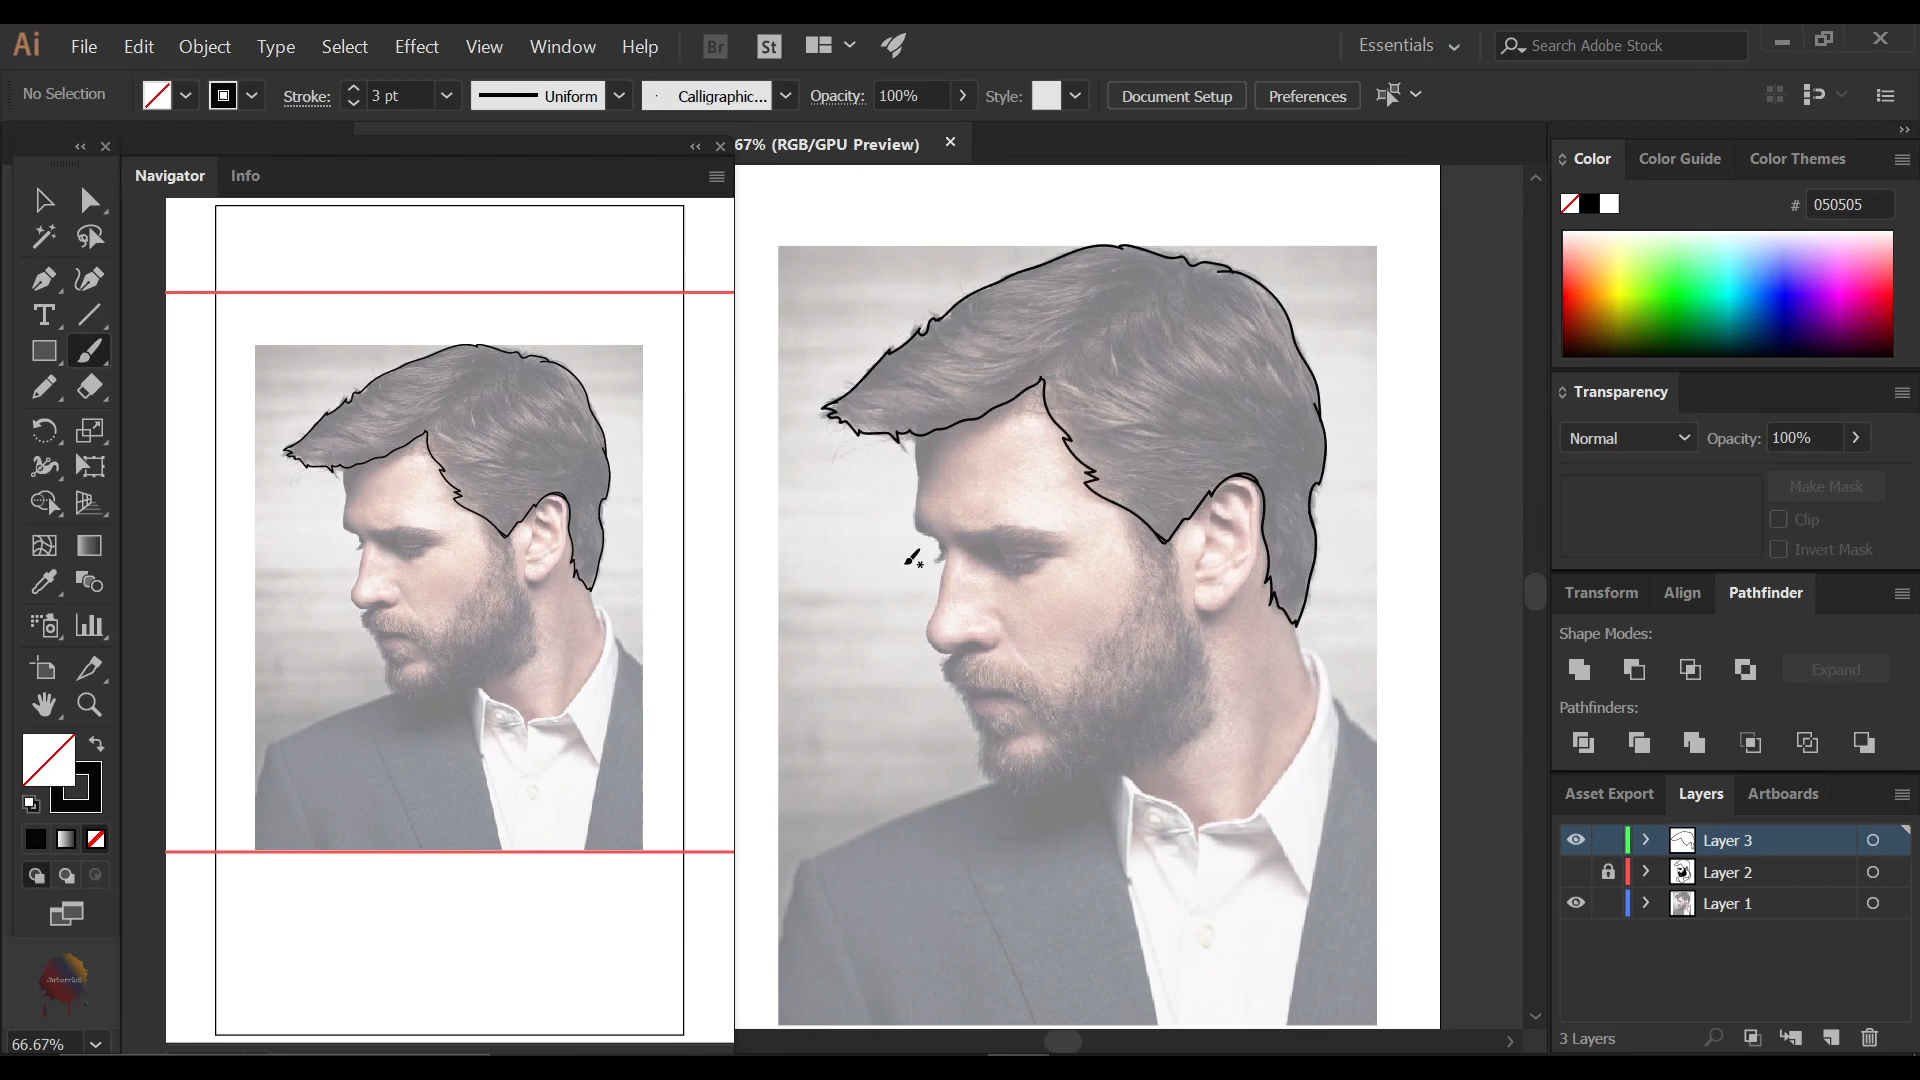 Ai File Edit Object Type Select Effect View Window Help Br St Essentials Search Adobe Stock
No Selection Stroke: 3 pt Uniform Calligraphic... Opacity: 100% Style: Document Setup Preferences
67% (RGB/GPU Preview)
Navigator Info
Color Color Guide Color Themes
# 050505
Transparency
Normal Opacity: 100%
Make Mask
Clip
Invert Mask
Transform Align Pathfinder
Shape Modes:
Expand
Pathfinders:
Asset Export Layers Artboards
Layer 3
Layer 2
Layer 1
66.67%
3 Layers